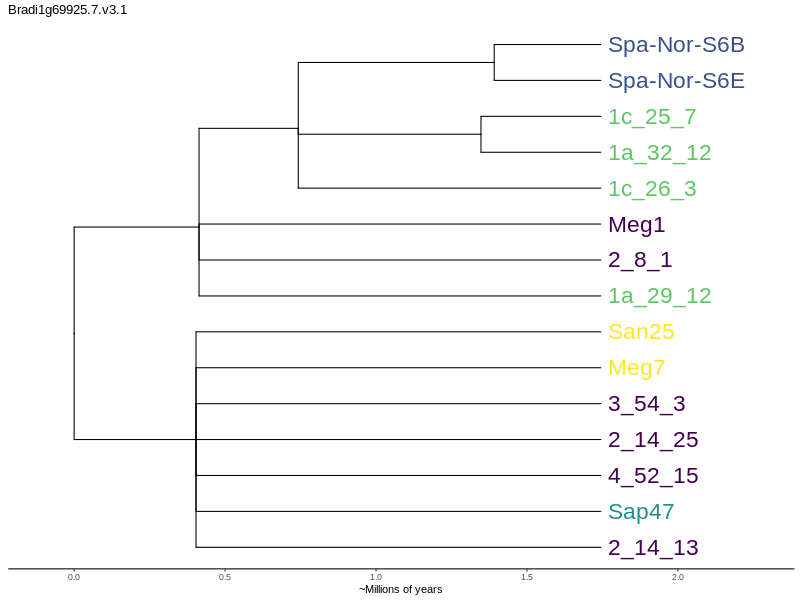 Bradi1g69925.7.v3.1
Spa-Nor-S6B
Spa-Nor-S6E
1c_25_7
1a_32_12
1c_26_3
Meg1
2_8_1
1a_29_12
San25
Meg7
3_54_3
2_14_25
4_52_15
Sap47
2_14_13
0.0 0.5 1.0 1.5 2.0
~Millions of years